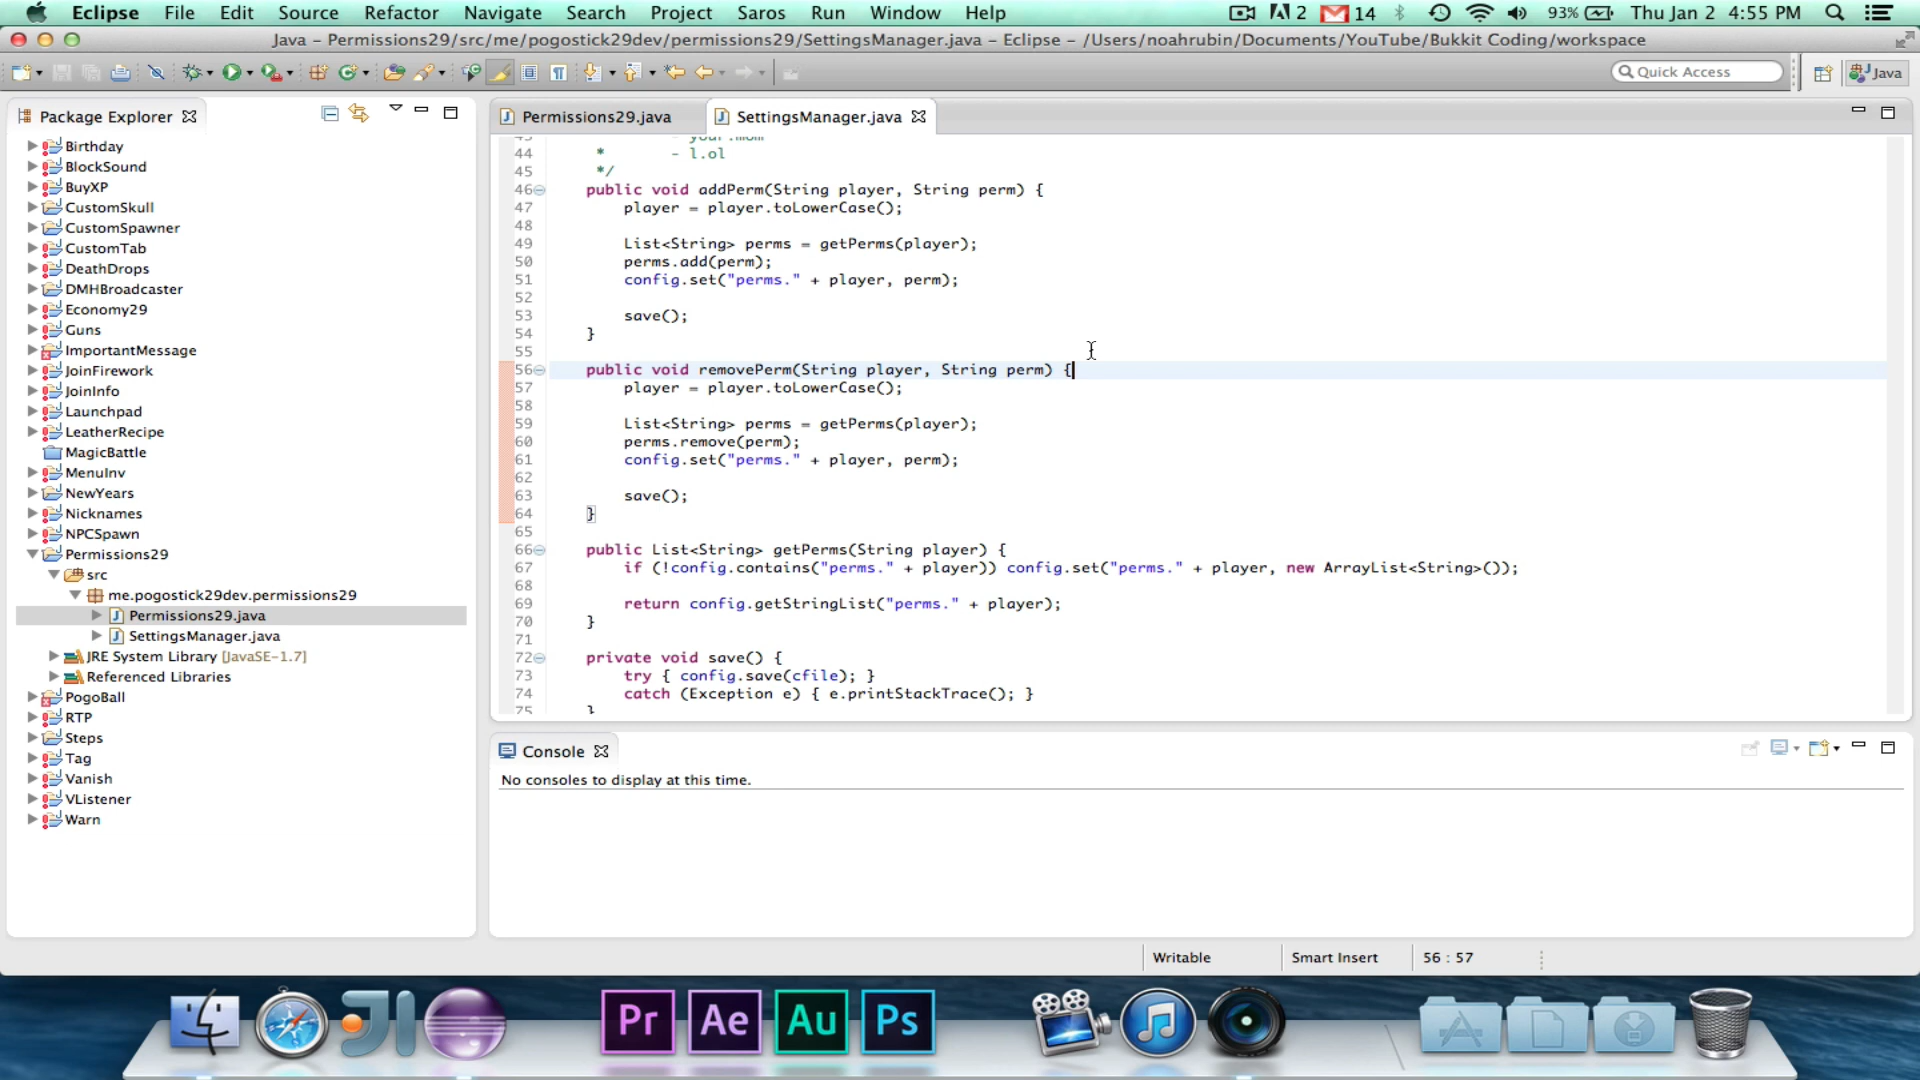 Eclipse File Edit Source Refactor Navigate Search Project Saros Run Window Help 2 14 93% Thu Jan 2 4:55 PM
Java – Permissions29/src/me/pogostick29dev/permissions29/SettingsManager.java – Eclipse – /Users/noahrubin/Documents/YouTube/Bukkit Coding/workspace
Quick Access
Java
Package Explorer
Birthday
BlockSound
BuyXP
CustomSkull
CustomSpawner
CustomTab
DeathDrops
DMHBroadcaster
Economy29
Guns
ImportantMessage
JoinFirework
JoinInfo
Launchpad
LeatherRecipe
MagicBattle
MenuInv
NewYears
Nicknames
NPCSpawn
Permissions29
src
me.pogostick29dev.permissions29
Permissions29.java
SettingsManager.java
JRE System Library [JavaSE-1.7]
Referenced Libraries
PogoBall
RTP
Steps
Tag
Vanish
VListener
Warn
Permissions29.java SettingsManager.java
44 * - l.ol
45 */
46 public void addPerm(String player, String perm) {
47 player = player.toLowerCase();
48
49 List<String> perms = getPerms(player);
50 perms.add(perm);
51 config.set("perms." + player, perm);
52
53 save();
54 }
55
56 public void removePerm(String player, String perm) {
57 player = player.toLowerCase();
58
59 List<String> perms = getPerms(player);
60 perms.remove(perm);
61 config.set("perms." + player, perm);
62
63 save();
64 }
65
66 public List<String> getPerms(String player) {
67 if (!config.contains("perms." + player)) config.set("perms." + player, new ArrayList<String>());
68
69 return config.getStringList("perms." + player);
70 }
71
72 private void save() {
73 try { config.save(cfile); }
74 catch (Exception e) { e.printStackTrace(); }
75 }
Console
No consoles to display at this time.
Writable Smart Insert 56 : 57
Pr Ae Au Ps